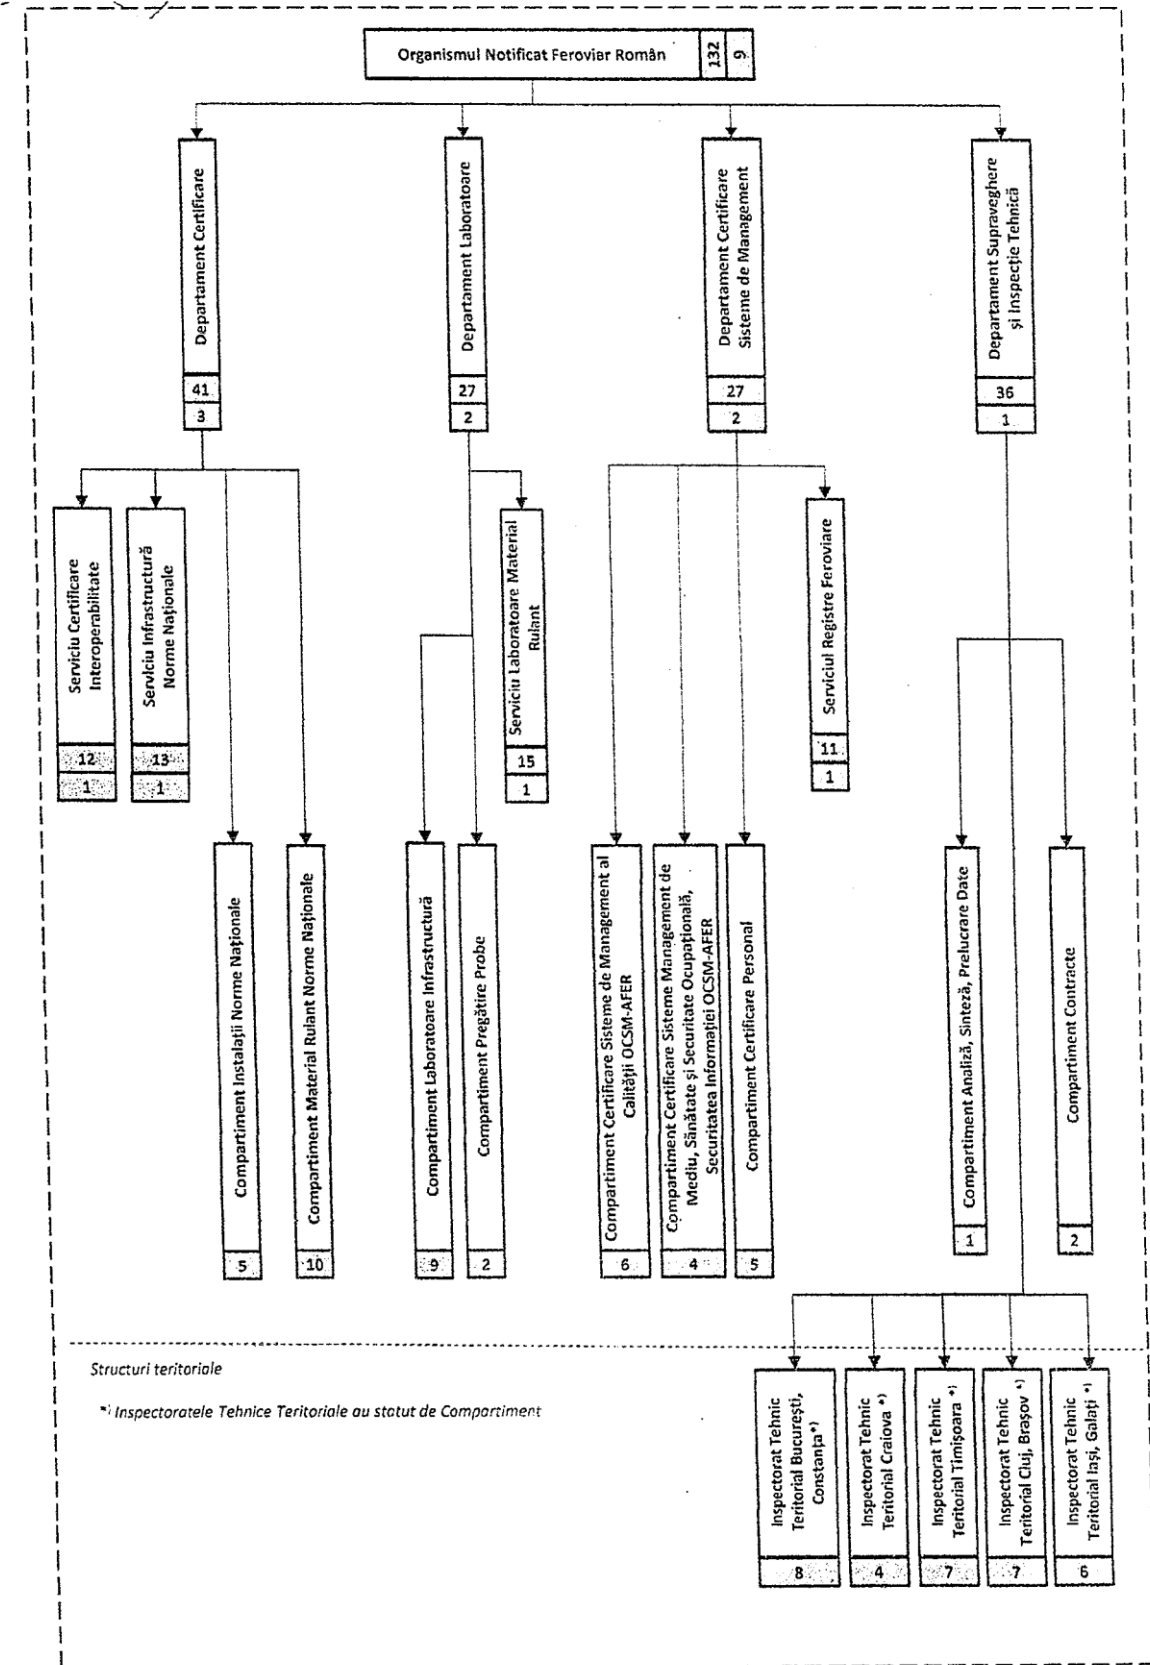 Organismul Notificat Feroviar Român
132
9
Departament Certificare
41
3
Departament Laboratoare
27
2
Departament Certificare
Sisteme de Management
27
2
Departament Supraveghere
și Inspecție Tehnică
36
1
Serviciu Certificare
Interoperabilitate
12
1
Serviciu Infrastructură
Norme Naționale
13
1
Serviciu Laboratoare Material
Rulant
15
1
Serviciul Registre Feroviare
11
1
Compartiment Instalații Norme Naționale
5
Compartiment Material Rulant Norme Naționale
10
Compartiment Laboratoare Infrastructură
9
Compartiment Pregătire Probe
2
Compartiment Certificare Sisteme de Management al
Calității OCSM-AFER
6
Compartiment Certificare Sisteme Management de
Mediu, Sănătate și Securitate Ocupațională,
Securitatea Informației OCSM-AFER
4
Compartiment Certificare Personal
5
Compartiment Analiză, Sinteză, Prelucrare Date
1
Compartiment Contracte
2
Structuri teritoriale
*) Inspectoratele Tehnice Teritoriale au statut de Compartiment
Inspectorat Tehnic
Teritorial București,
Constanța*)
8
Inspectorat Tehnic
Teritorial Craiova *)
4
Inspectorat Tehnic
Teritorial Timișoara *)
7
Inspectorat Tehnic
Teritorial Cluj, Brașov *)
7
Inspectorat Tehnic
Teritorial Iași, Galați *)
6